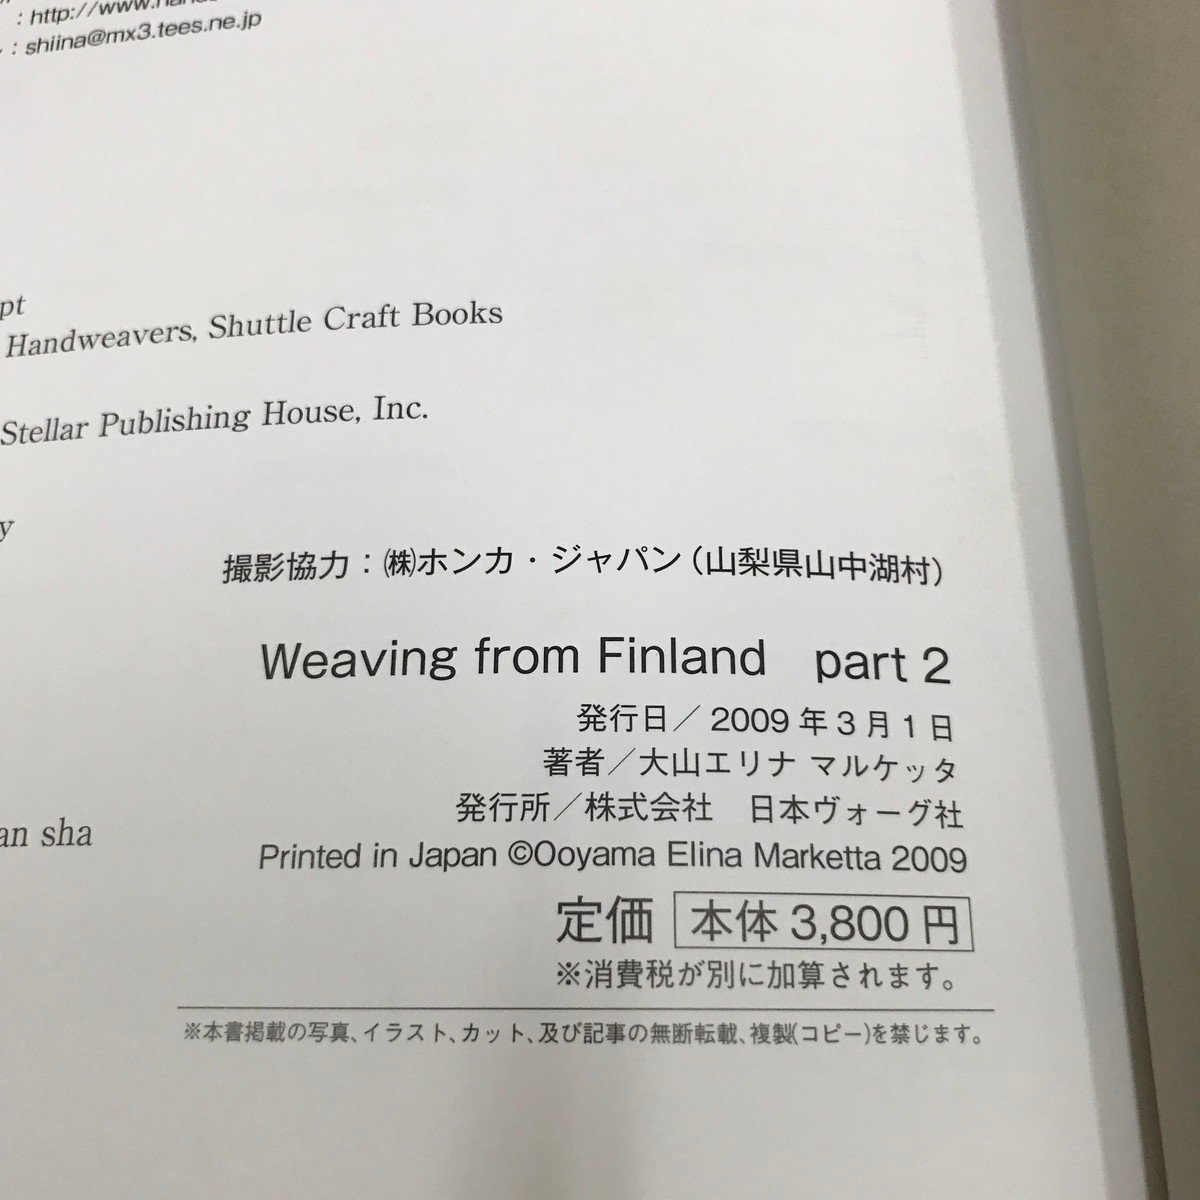 : http://www.
: shiina@mx3.tees.ne.jp
pt
Handweavers, Shuttle Craft Books
Stellar Publishing House, Inc.
y
撮影協力：㈱ホンカ・ジャパン（山梨県山中湖村）
Weaving from Finland　part 2
発行日／2009年3月1日
著者／大山エリナ マルケッタ
発行所／株式会社　日本ヴォーグ社
an sha
Printed in Japan ©Ooyama Elina Marketta 2009
定価 本体3,800円
※消費税が別に加算されます。
※本書掲載の写真、イラスト、カット、及び記事の無断転載、複製(コピー)を禁じます。